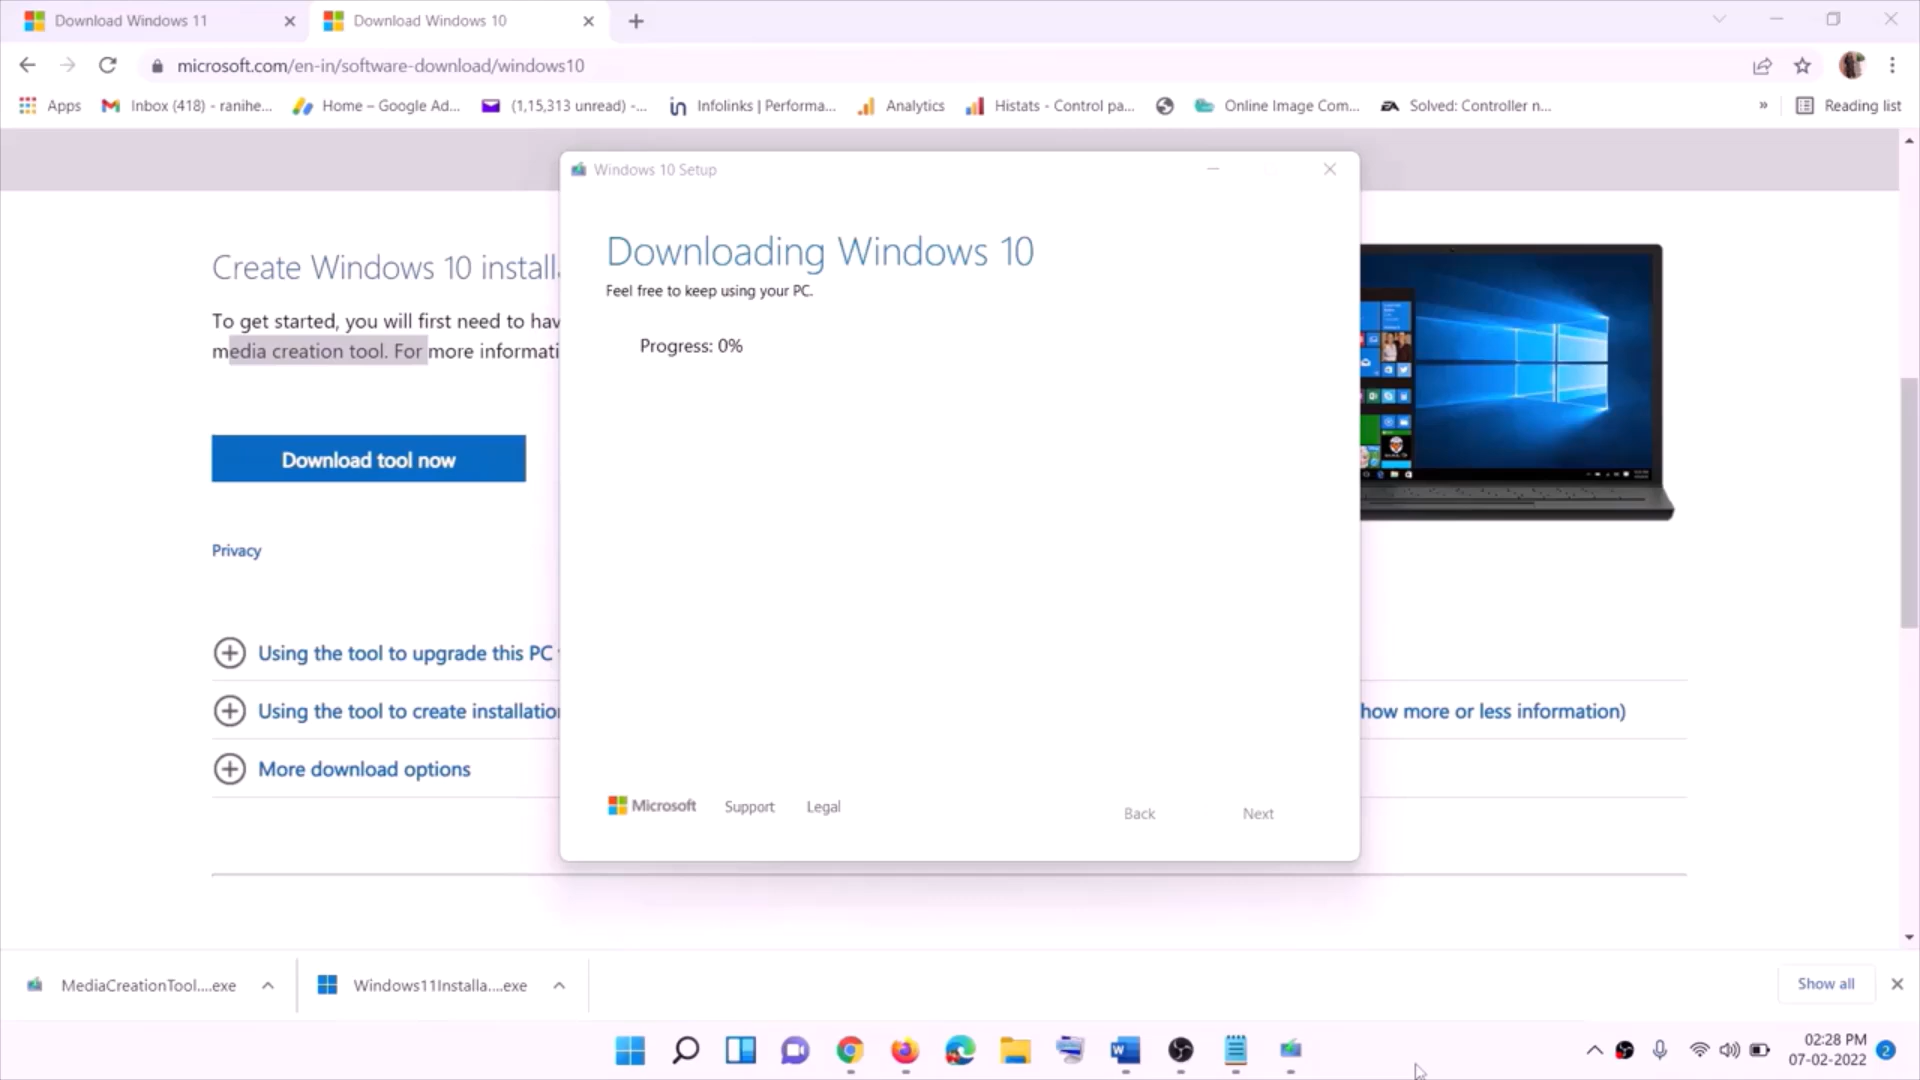 Download Windows 11
Download Windows 10
microsoft.com/en-in/software-download/windows10
Apps
Inbox (418) - ranihe...
Home – Google Ad...
(1,15,313 unread) -...
Infolinks | Performa...
Analytics
Histats - Control pa...
Online Image Com...
Solved: Controller n...
»
Reading list
Windows 10 Setup
Downloading Windows 10
Feel free to keep using your PC.
Progress: 0%
Microsoft
Support
Legal
Back
Next
Create Windows 10 install
To get started, you will first need to hav
media creation tool. For more informati
Download tool now
Privacy
Using the tool to upgrade this PC
Using the tool to create installatio
how more or less information)
More download options
MediaCreationTool....exe
Windows11Installa....exe
Show all
02:28 PM
07-02-2022
2